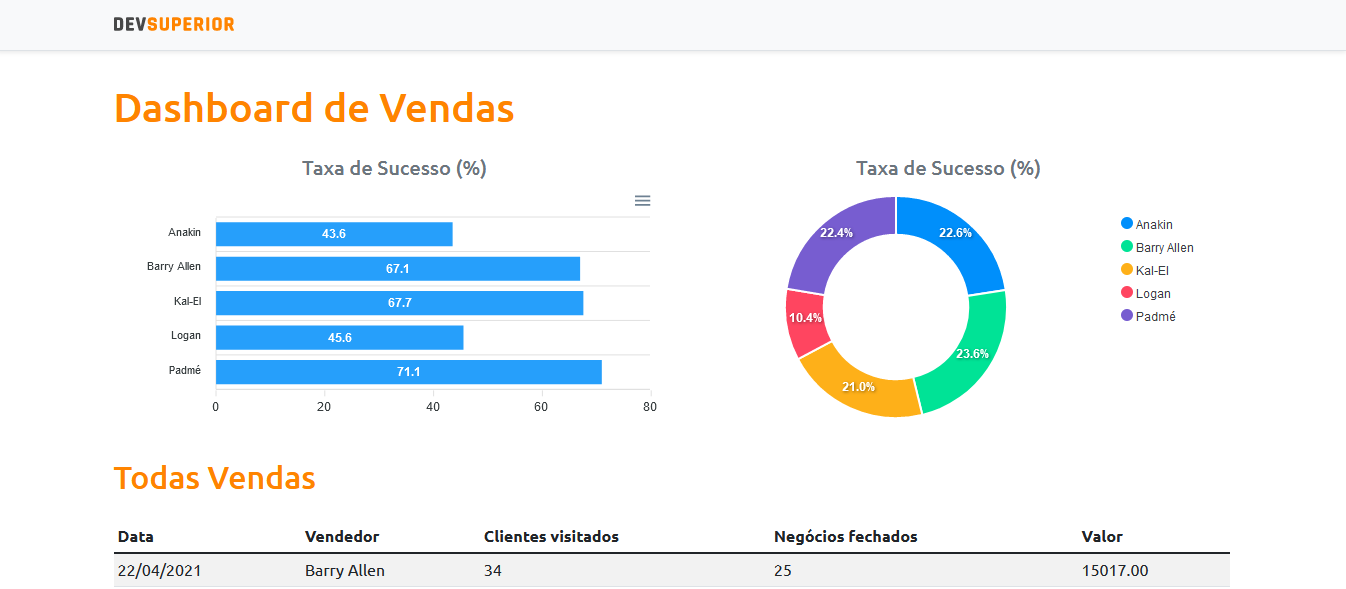 DEVSUPERIOR
Dashboard de Vendas
Taxa de Sucesso (%)
Anakin 43.6
Barry Allen 67.1
Kal-El 67.7
Logan 45.6
Padmé 71.1
0 20 40 60 80
Taxa de Sucesso (%)
22.4% 22.6%
10.4%
23.6%
21.0%
Anakin
Barry Allen
Kal-El
Logan
Padmé
Todas Vendas
Data Vendedor Clientes visitados Negócios fechados Valor
22/04/2021 Barry Allen 34 25 15017.00